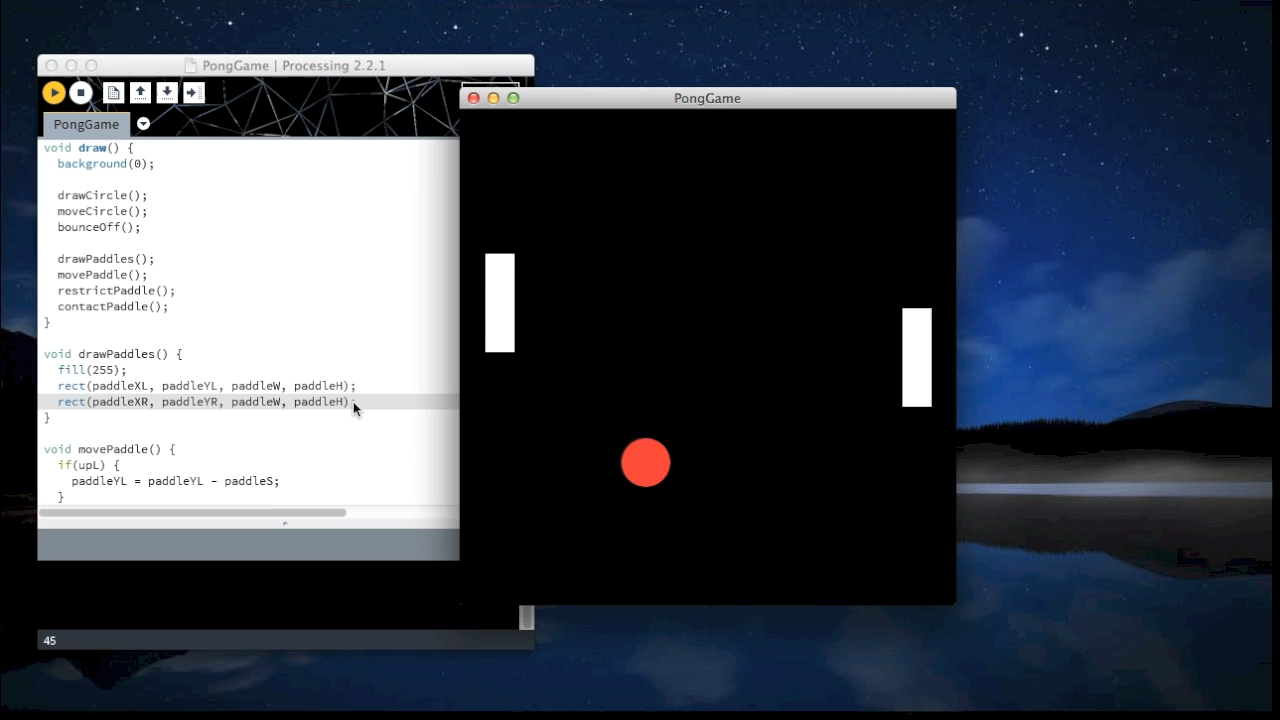 PongGame | Processing 2.2.1
PongGame
PongGame
void draw() {
background(0);
drawCircle();
moveCircle();
bounceOff();
drawPaddles();
movePaddle();
restrictPaddle();
contactPaddle();
}
void drawPaddles() {
fill(255);
rect(paddleXL, paddleYL, paddleW, paddleH);
rect(paddleXR, paddleYR, paddleW, paddleH);
}
void movePaddle() {
if(upL) {
paddleYL = paddleYL - paddleS;
}
45